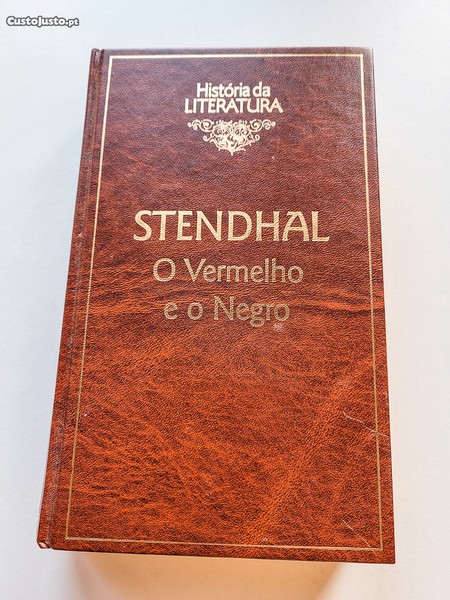 CustoJusto.pt
História da
LITERATURA
STENDHAL
O Vermelho
e o Negro